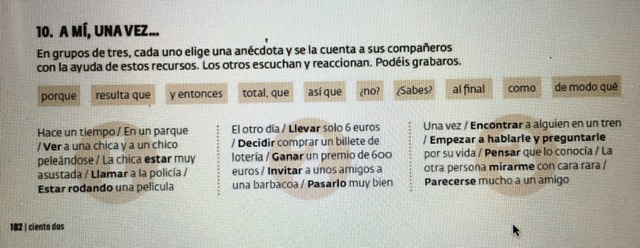 10. A MÍ, UNA VEZ...
En grupos de tres, cada uno elige una anécdota y se la cuenta a sus compañeros
con la ayuda de estos recursos. Los otros escuchan y reaccionan. Podéis grabaros.
porque resulta que y entonces total, que así que ¿no? ¿Sabes? al final como de modo qué
Hace un tiempo / En un parque
/ Ver a una chica y a un chico
peleándose / La chica estar muy
asustada / Llamar a la policía /
Estar rodando una película
El otro día / Llevar solo 6 euros
/ Decidir comprar un billete de
lotería / Ganar un premio de 600
euros / Invitar a unos amigos a
una barbacoa / Pasarlo muy bien
Una vez / Encontrar a alguien en un tren
/ Empezar a hablarle y preguntarle
por su vida / Pensar que lo conocía / La
otra persona mirarme con cara rara /
Parecerse mucho a un amigo
102 | ciento dos